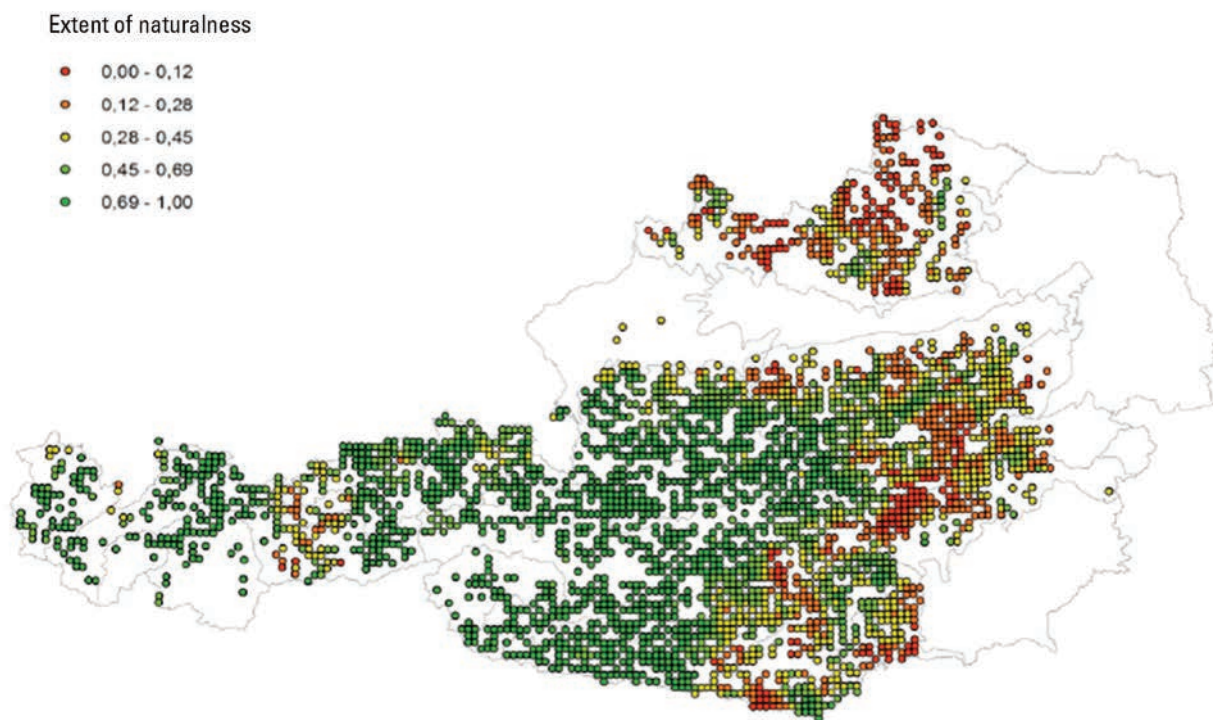 Extent of naturalness
0,00 - 0,12
0,12 - 0,28
0,28 - 0,45
0,45 - 0,69
0,69 - 1,00